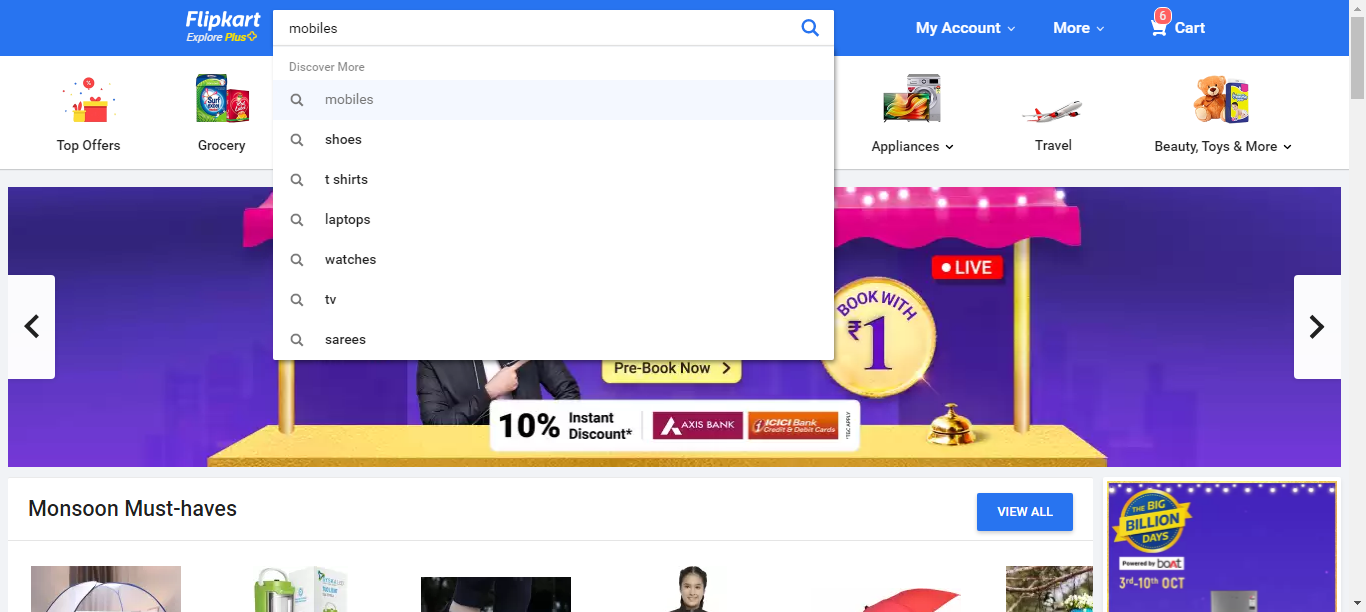 Flipkart
Explore Plus
mobiles
My Account
More
6
Cart
Discover More
mobiles
shoes
t shirts
laptops
watches
tv
sarees
Top Offers
Grocery
Appliances
Travel
Beauty, Toys & More
LIVE
BOOK WITH
₹1
Pre-Book Now
10% Instant Discount*
AXIS BANK
ICICI Bank
Credit & Debit Cards
*T&C APPLY
Monsoon Must-haves
VIEW ALL
THE BIG
BILLION
DAYS
Powered by boAt
3rd-10th OCT
Surf excel